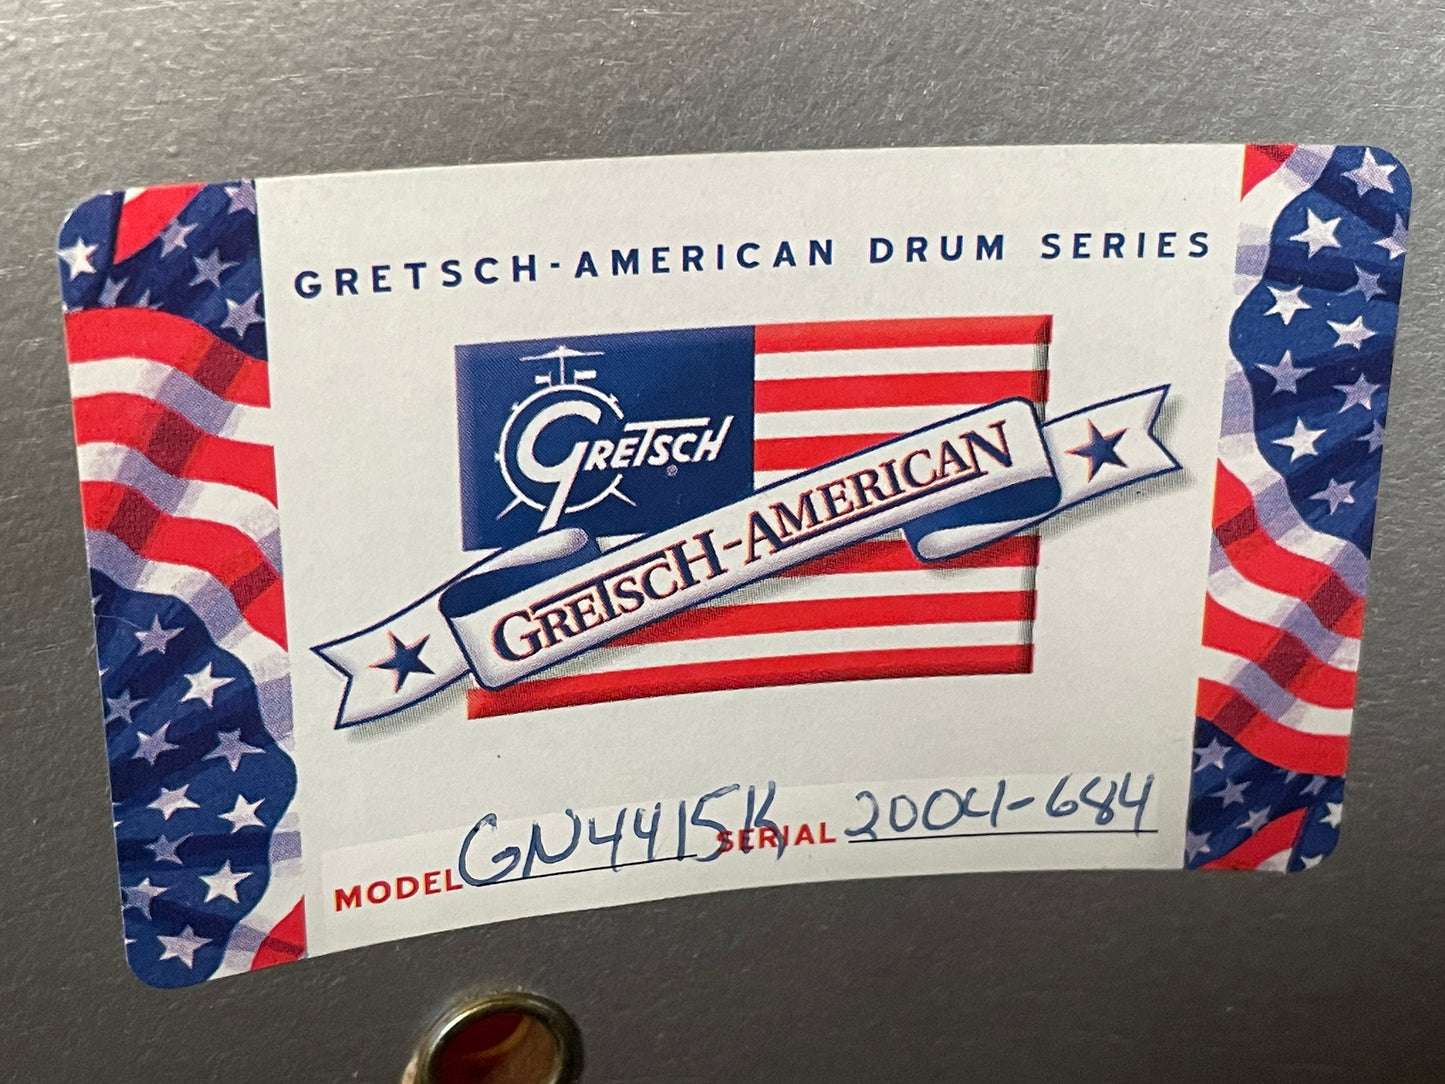 GRETSCH-AMERICAN DRUM SERIES
GRETSCH
GRETSCH-AMERICAN
MODEL GN4415K SERIAL 2004-684